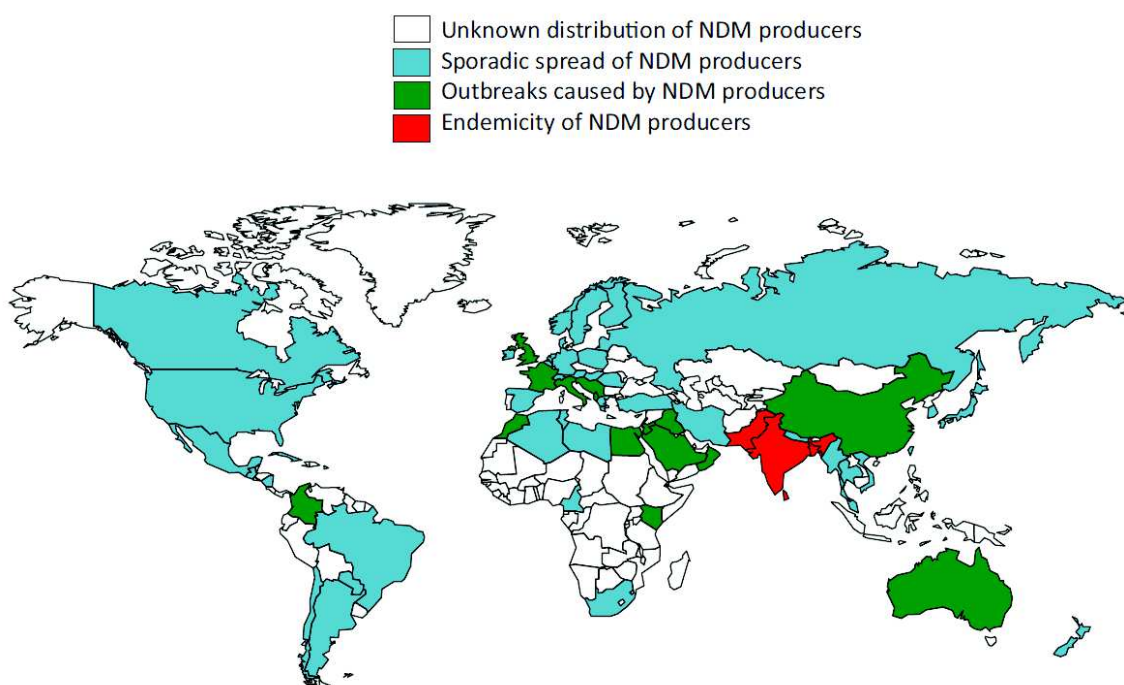 Unknown distribution of NDM producers
Sporadic spread of NDM producers
Outbreaks caused by NDM producers
Endemicity of NDM producers